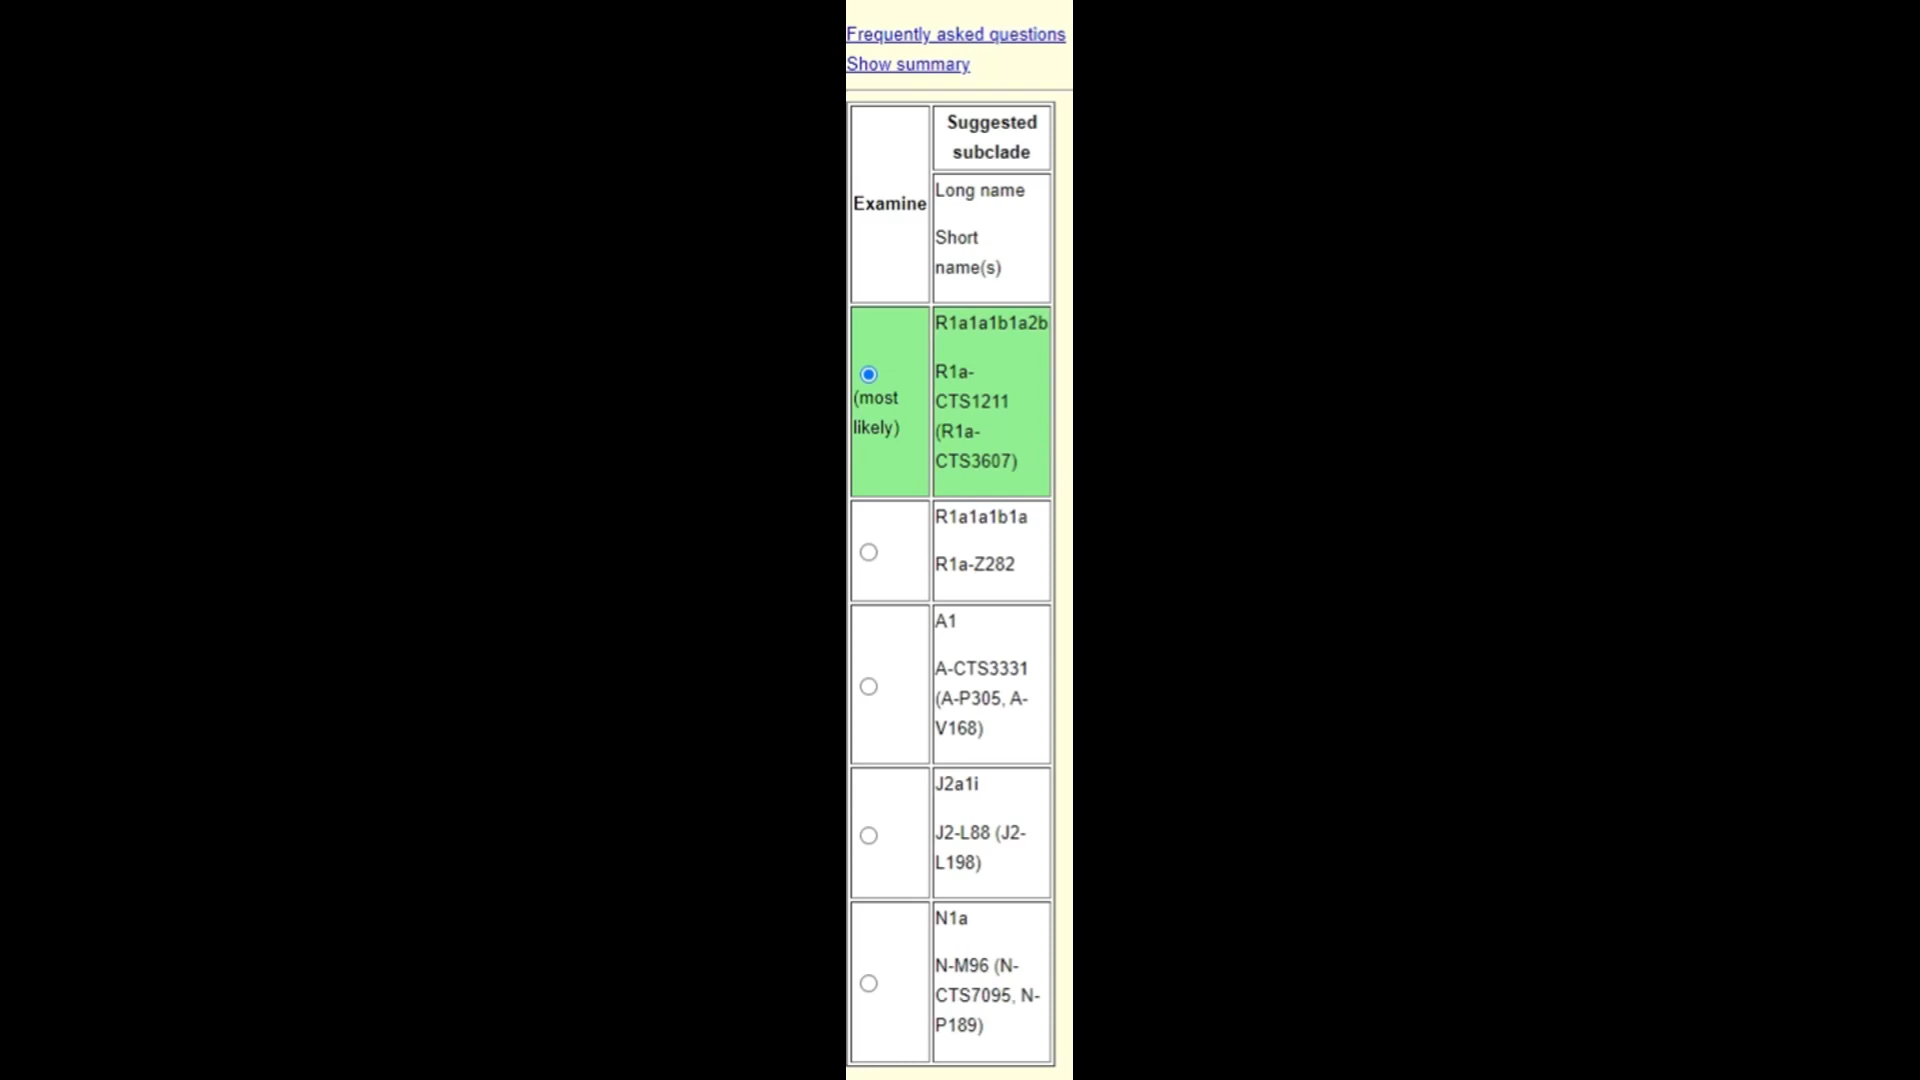 Frequently asked questions
Show summary
Examine
Suggested
subclade
Long name
Short
name(s)
(most
likely)
R1a1a1b1a2b
R1a-
CTS1211
(R1a-
CTS3607)
R1a1a1b1a
R1a-Z282
A1
A-CTS3331
(A-P305, A-
V168)
J2a1i
J2-L88 (J2-
L198)
N1a
N-M96 (N-
CTS7095, N-
P189)